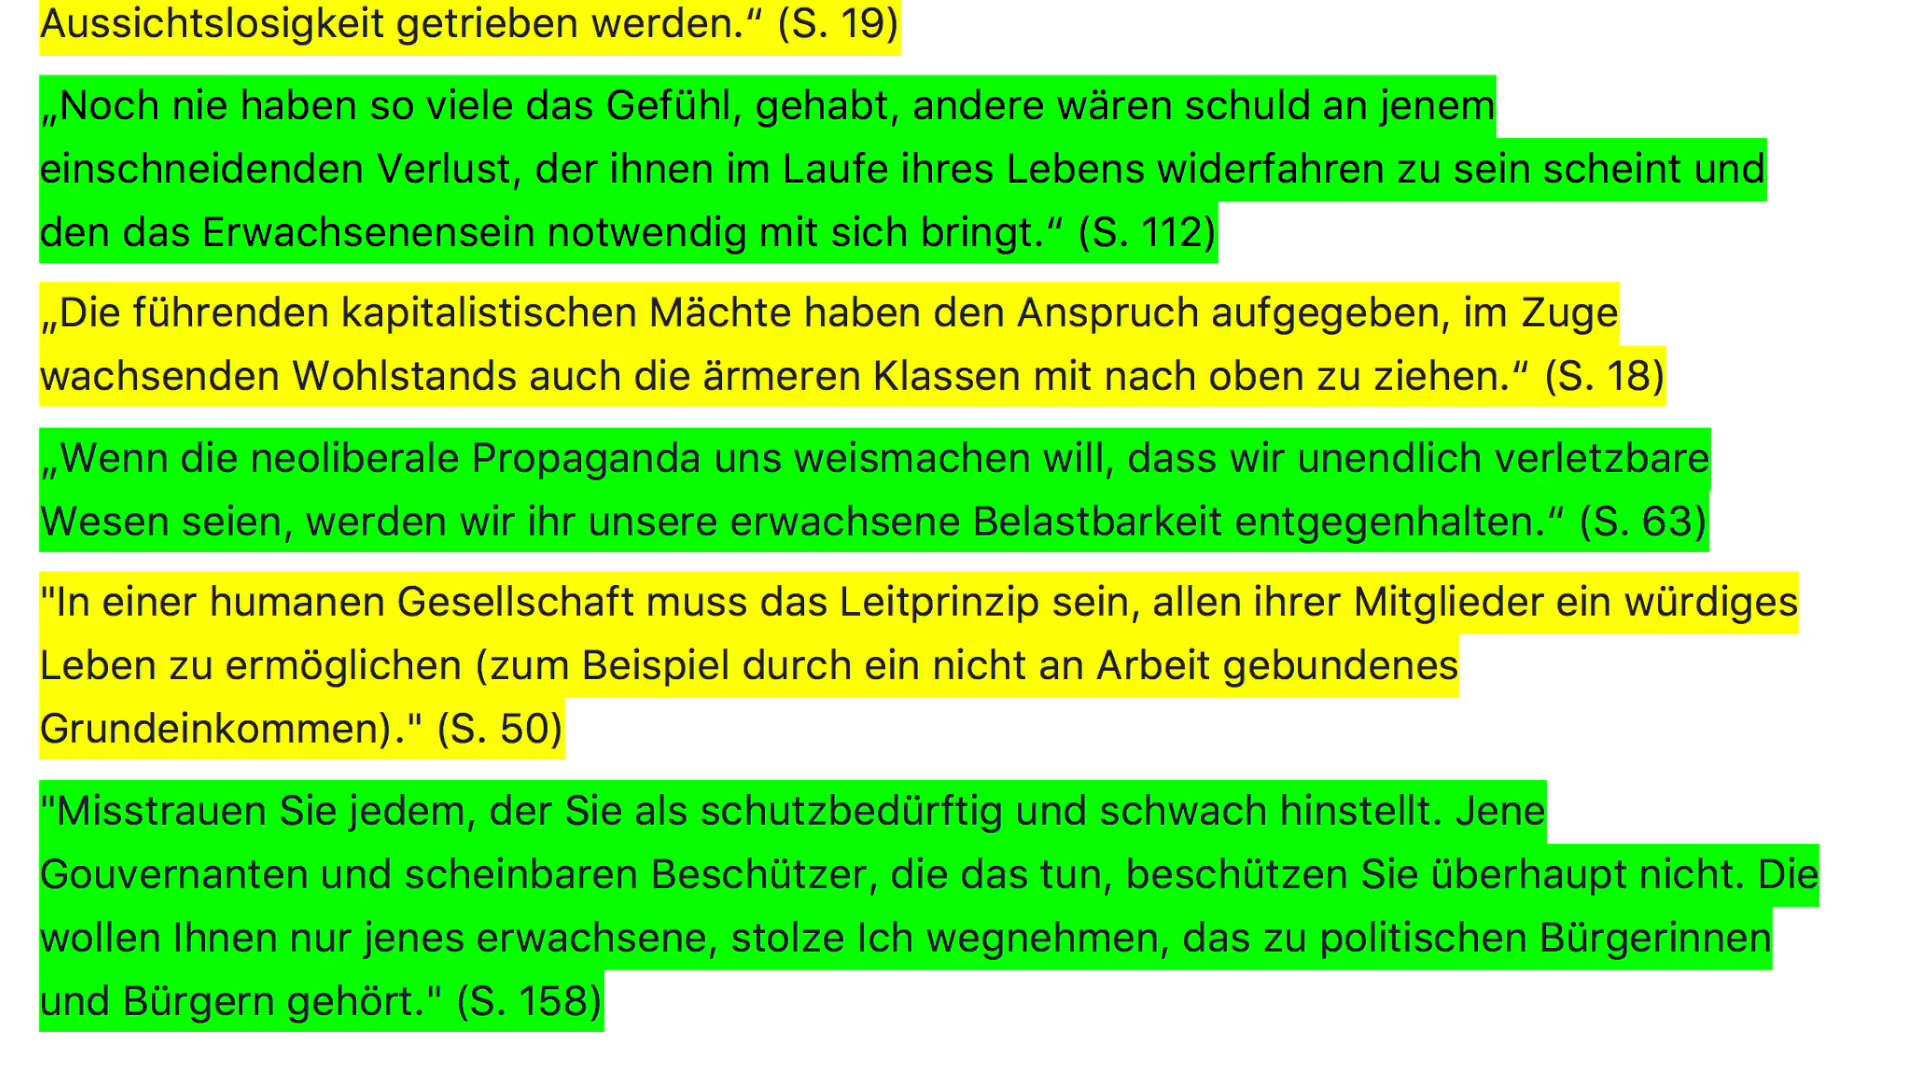 Aussichtslosigkeit getrieben werden.“ (S. 19)
„Noch nie haben so viele das Gefühl, gehabt, andere wären schuld an jenem
einschneidenden Verlust, der ihnen im Laufe ihres Lebens widerfahren zu sein scheint und
den das Erwachsenensein notwendig mit sich bringt.“ (S. 112)
„Die führenden kapitalistischen Mächte haben den Anspruch aufgegeben, im Zuge
wachsenden Wohlstands auch die ärmeren Klassen mit nach oben zu ziehen.“ (S. 18)
„Wenn die neoliberale Propaganda uns weismachen will, dass wir unendlich verletzbare
Wesen seien, werden wir ihr unsere erwachsene Belastbarkeit entgegenhalten.“ (S. 63)
"In einer humanen Gesellschaft muss das Leitprinzip sein, allen ihrer Mitglieder ein würdiges
Leben zu ermöglichen (zum Beispiel durch ein nicht an Arbeit gebundenes
Grundeinkommen)." (S. 50)
"Misstrauen Sie jedem, der Sie als schutzbedürftig und schwach hinstellt. Jene
Gouvernanten und scheinbaren Beschützer, die das tun, beschützen Sie überhaupt nicht. Die
wollen Ihnen nur jenes erwachsene, stolze Ich wegnehmen, das zu politischen Bürgerinnen
und Bürgern gehört." (S. 158)